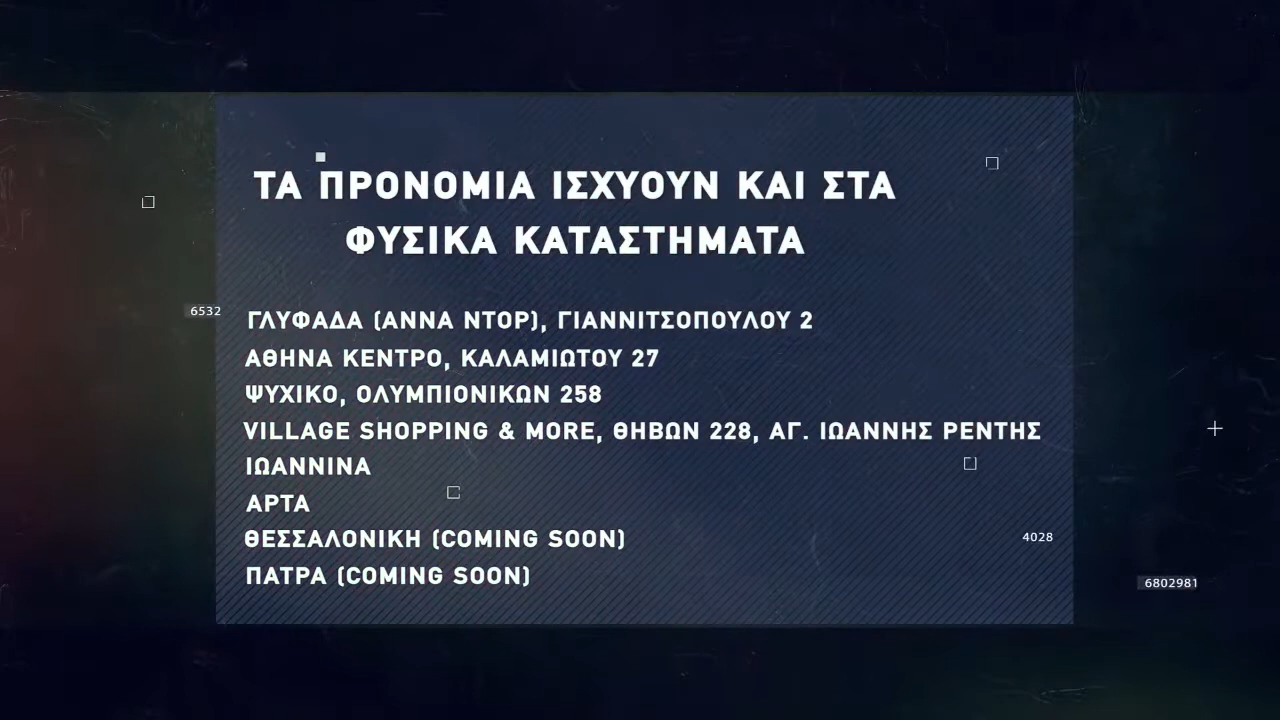 ΤΑ ΠΡΟΝΟΜΙΑ ΙΣΧΥΟΥΝ ΚΑΙ ΣΤΑ
ΦΥΣΙΚΑ ΚΑΤΑΣΤΗΜΑΤΑ
6532
ΓΛΥΦΑΔΑ (ΑΝΝΑ ΝΤΟΡ), ΓΙΑΝΝΙΤΣΟΠΟΥΛΟΥ 2
ΑΘΗΝΑ ΚΕΝΤΡΟ, ΚΑΛΑΜΙΩΤΟΥ 27
ΨΥΧΙΚΟ, ΟΛΥΜΠΙΟΝΙΚΩΝ 258
VILLAGE SHOPPING & MORE, ΘΗΒΩΝ 228, ΑΓ. ΙΩΑΝΝΗΣ ΡΕΝΤΗΣ
ΙΩΑΝΝΙΝΑ
ΑΡΤΑ
ΘΕΣΣΑΛΟΝΙΚΗ (COMING SOON)
4028
ΠΑΤΡΑ (COMING SOON)
6802981